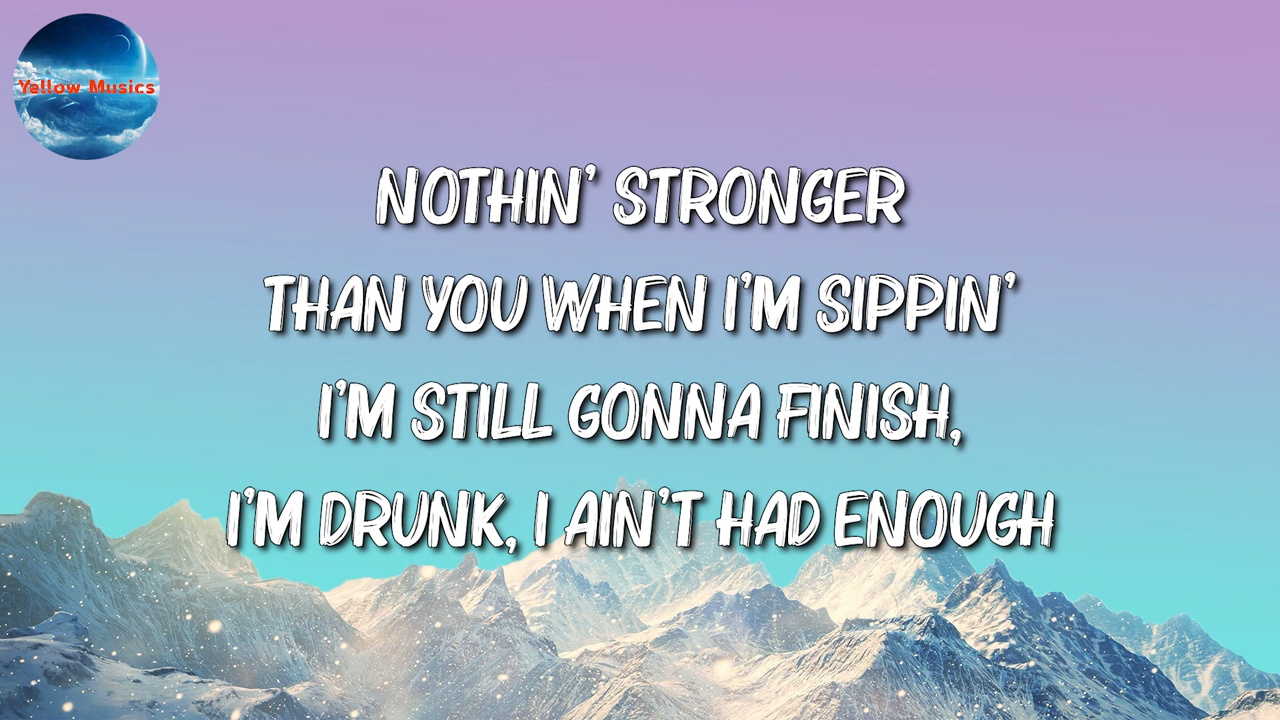 Yellow Musics
NOTHIN' STRONGER
THAN YOU WHEN I'M SIPPIN'
I'M STILL GONNA FINISH,
I'M DRUNK, I AIN'T HAD ENOUGH